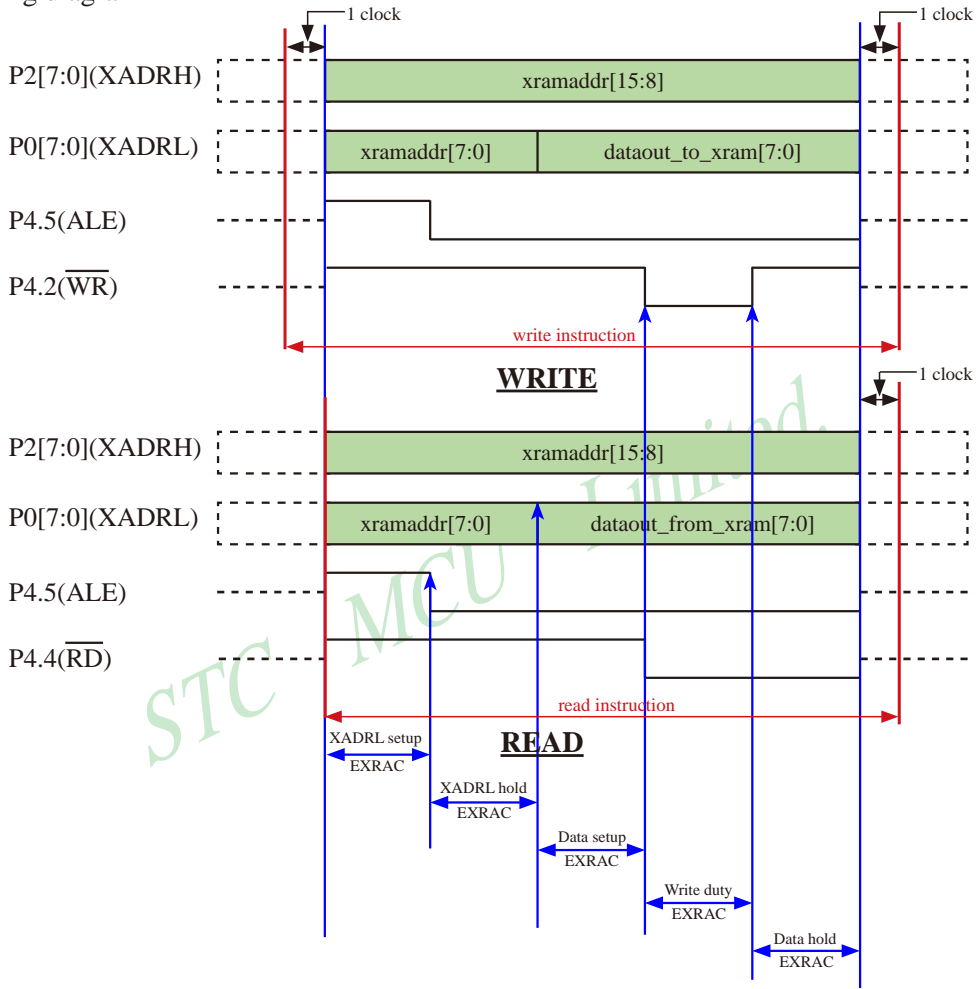 1 clock
1 clock
P2[7:0](XADRH)
xramaddr[15:8]
P0[7:0](XADRL)
xramaddr[7:0]
dataout_to_xram[7:0]
P4.5(ALE)
P4.2(WR)
write instruction
WRITE
1 clock
P2[7:0](XADRH)
xramaddr[15:8]
P0[7:0](XADRL)
xramaddr[7:0]
dataout_from_xram[7:0]
P4.5(ALE)
P4.4(RD)
STC MCU Limited.
read instruction
READ
XADRL setup
EXRAC
XADRL hold
EXRAC
Data setup
EXRAC
Write duty
EXRAC
Data hold
EXRAC